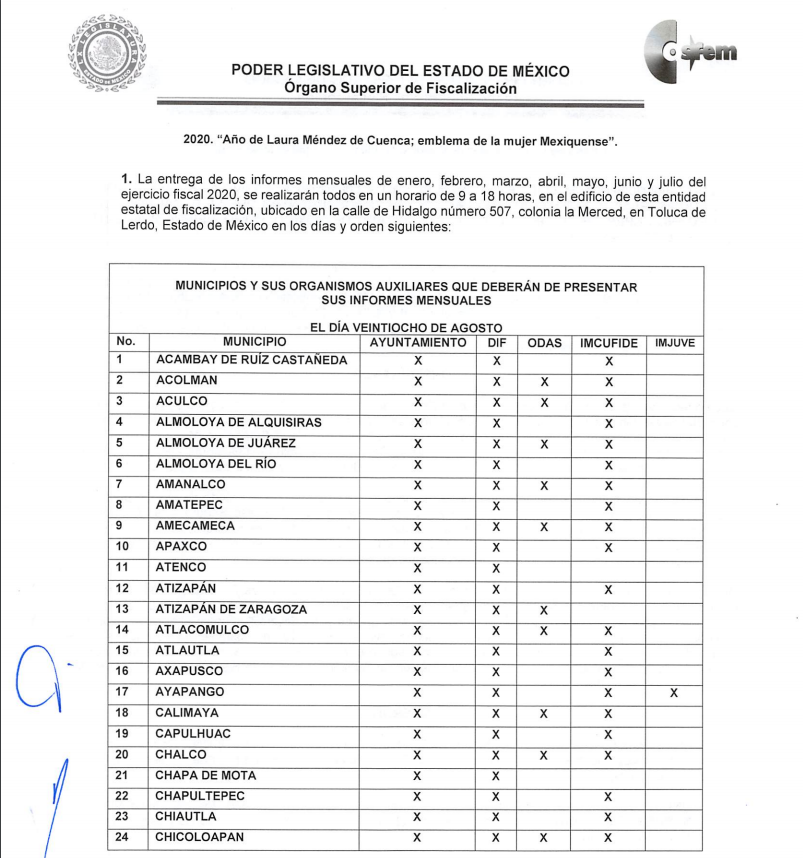 PODER LEGISLATIVO DEL ESTADO DE MÉXICO
Órgano Superior de Fiscalización
osfem
2020. “Año de Laura Méndez de Cuenca; emblema de la mujer Mexiquense”.
1. La entrega de los informes mensuales de enero, febrero, marzo, abril, mayo, junio y julio del
ejercicio fiscal 2020, se realizarán todos en un horario de 9 a 18 horas, en el edificio de esta entidad
estatal de fiscalización, ubicado en la calle de Hidalgo número 507, colonia la Merced, en Toluca de
Lerdo, Estado de México en los días y orden siguientes:
MUNICIPIOS Y SUS ORGANISMOS AUXILIARES QUE DEBERÁN DE PRESENTAR
SUS INFORMES MENSUALES
EL DÍA VEINTIOCHO DE AGOSTO
No. MUNICIPIO AYUNTAMIENTO DIF ODAS IMCUFIDE IMJUVE
1 ACAMBAY DE RUÍZ CASTAÑEDA X X X
2 ACOLMAN X X X X
3 ACULCO X X X X
4 ALMOLOYA DE ALQUISIRAS X X X
5 ALMOLOYA DE JUÁREZ X X X X
6 ALMOLOYA DEL RÍO X X X
7 AMANALCO X X X X
8 AMATEPEC X X X
9 AMECAMECA X X X X
10 APAXCO X X X
11 ATENCO X X
12 ATIZAPÁN X X X
13 ATIZAPÁN DE ZARAGOZA X X X
14 ATLACOMULCO X X X X
15 ATLAUTLA X X X
16 AXAPUSCO X X X
17 AYAPANGO X X X X
18 CALIMAYA X X X X
19 CAPULHUAC X X X
20 CHALCO X X X X
21 CHAPA DE MOTA X X
22 CHAPULTEPEC X X X
23 CHIAUTLA X X X
24 CHICOLOAPAN X X X X